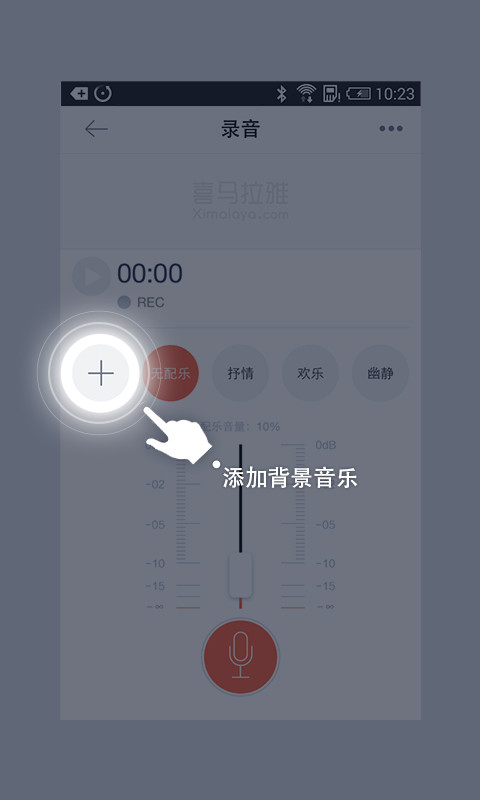 10:23
录音
喜马拉雅
Ximalaya.com
00:00
REC
无配乐 抒情 欢乐 幽静
配乐音量：10%
0dB
添加背景音乐
-02
-05 -05
-10 -10
-15 -15
-∞ -∞